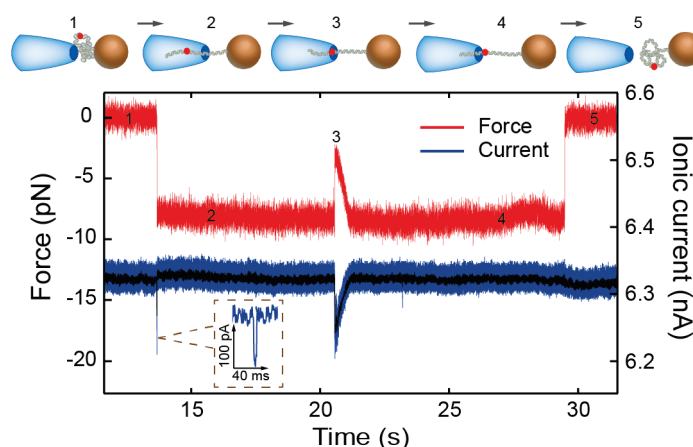 1 2 3 4 5
0 -5 -10 -15 -20
Force (pN)
6.6 6.5 6.4 6.3 6.2
Ionic current (nA)
1 2 3 4 5
Force
Current
100 pA
40 ms
15 20 25 30
Time (s)